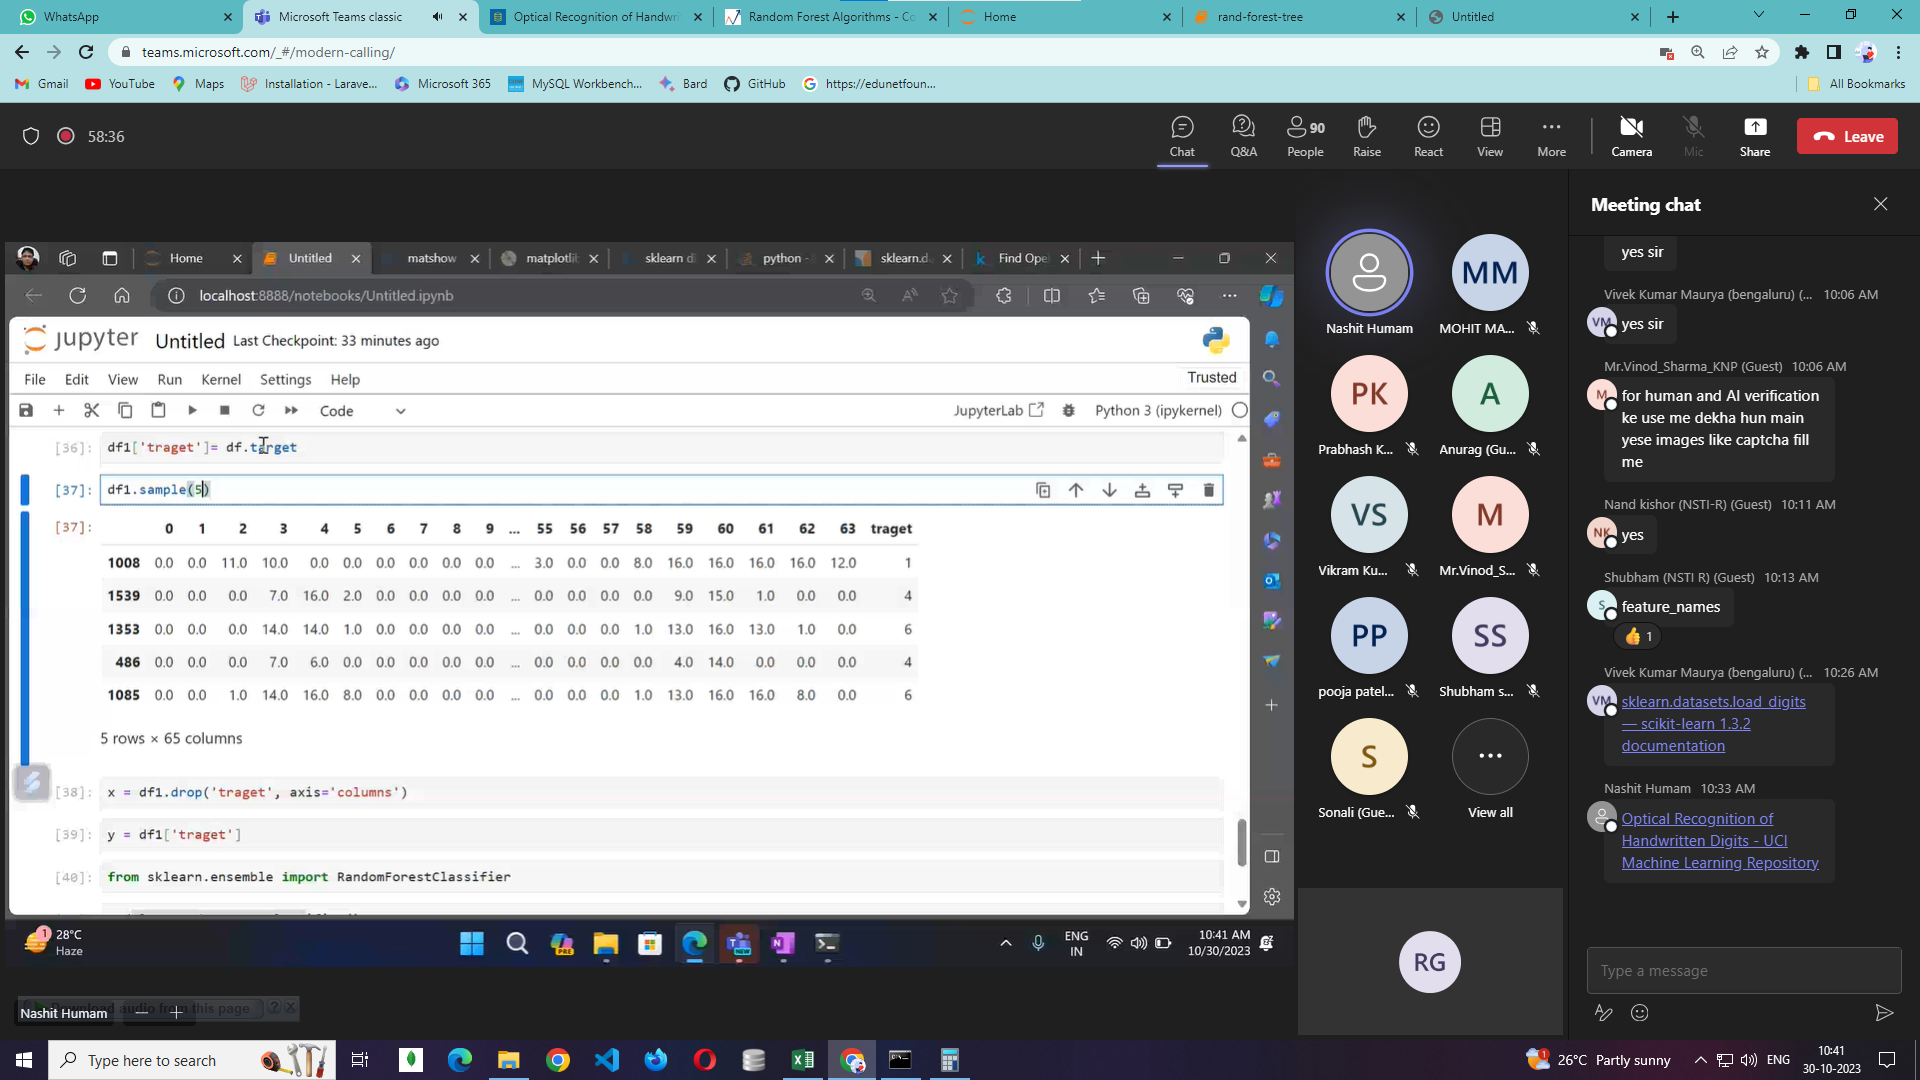 WhatsApp
Microsoft Teams classic
Optical Recognition of Handwri
Random Forest Algorithms - Co
Home
rand-forest-tree
Untitled
teams.microsoft.com/_#/modern-calling/
Gmail
YouTube
Maps
Installation - Larave...
Microsoft 365
MySQL Workbench...
Bard
GitHub
https://edunetfoun...
All Bookmarks
58:36
Chat
Q&A
90
People
Raise
React
View
More
Camera
Mic
Share
Leave
Home
Untitled
matshow
matplotli
sklearn di
python -
sklearn.d
Find Ope
localhost:8888/notebooks/Untitled.ipynb
jupyter Untitled Last Checkpoint: 33 minutes ago
File Edit View Run Kernel Settings Help
Trusted
Code
JupyterLab
Python 3 (ipykernel)
[36]: df1['traget']= df.target
[37]: df1.sample(5)
[37]: 0 1 2 3 4 5 6 7 8 9 ... 55 56 57 58 59 60 61 62 63 traget
1008 0.0 0.0 11.0 10.0 0.0 0.0 0.0 0.0 0.0 0.0 ... 3.0 0.0 0.0 8.0 16.0 16.0 16.0 16.0 12.0 1
1539 0.0 0.0 0.0 7.0 16.0 2.0 0.0 0.0 0.0 0.0 ... 0.0 0.0 0.0 0.0 9.0 15.0 1.0 0.0 0.0 4
1353 0.0 0.0 0.0 14.0 14.0 1.0 0.0 0.0 0.0 0.0 ... 0.0 0.0 0.0 1.0 13.0 16.0 13.0 1.0 0.0 6
486 0.0 0.0 0.0 7.0 6.0 0.0 0.0 0.0 0.0 0.0 ... 0.0 0.0 0.0 0.0 4.0 14.0 0.0 0.0 0.0 4
1085 0.0 0.0 1.0 14.0 16.0 8.0 0.0 0.0 0.0 0.0 ... 0.0 0.0 0.0 1.0 13.0 16.0 16.0 8.0 0.0 6
5 rows × 65 columns
[38]: x = df1.drop('traget', axis='columns')
[39]: y = df1['traget']
[40]: from sklearn.ensemble import RandomForestClassifier
1
28°C
Haze
PRE
ENG
IN
10:41 AM
10/30/2023
Nashit Humam
Download audio from this page
Nashit Humam
MM
MOHIT MA...
PK
Prabhash K...
A
Anurag (Gu...
VS
Vikram Ku...
M
Mr.Vinod_S...
PP
pooja patel...
SS
Shubham s...
S
Sonali (Gue...
View all
RG
Meeting chat
yes sir
Vivek Kumar Maurya (bengaluru) (... 10:06 AM
VM
yes sir
Mr.Vinod_Sharma_KNP (Guest) 10:06 AM
M
for human and AI verification
ke use me dekha hun main
yese images like captcha fill
me
Nand kishor (NSTI-R) (Guest) 10:11 AM
NK
yes
Shubham (NSTI R) (Guest) 10:13 AM
S
feature_names
1
Vivek Kumar Maurya (bengaluru) (... 10:26 AM
VM
sklearn.datasets.load_digits
— scikit-learn 1.3.2
documentation
Nashit Humam 10:33 AM
Optical Recognition of
Handwritten Digits - UCI
Machine Learning Repository
Type a message
Type here to search
1
26°C Partly sunny
ENG
10:41
30-10-2023